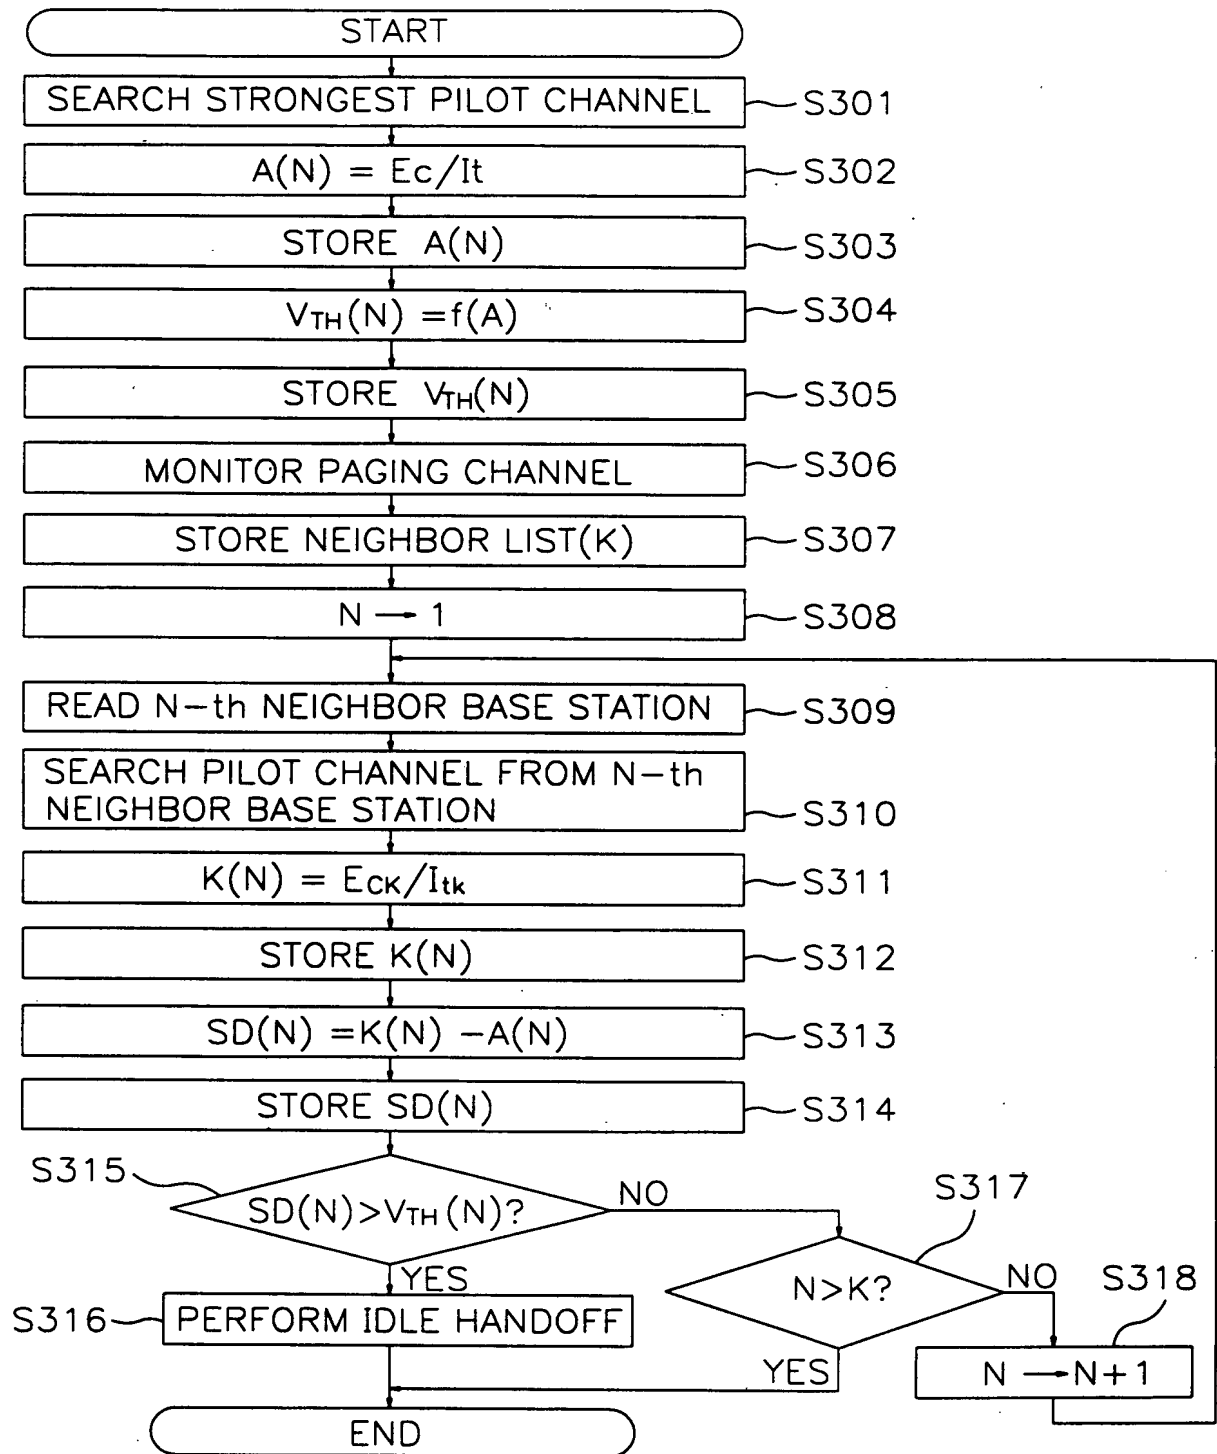 START
SEARCH STRONGEST PILOT CHANNEL
S301
A(N) = Ec/It
S302
STORE A(N)
S303
VTH(N) =f(A)
S304
STORE VTH(N)
S305
MONITOR PAGING CHANNEL
S306
STORE NEIGHBOR LIST(K)
S307
N → 1
S308
READ N-th NEIGHBOR BASE STATION
S309
SEARCH PILOT CHANNEL FROM N-th
NEIGHBOR BASE STATION
S310
K(N) = ECK/Itk
S311
STORE K(N)
S312
SD(N) =K(N) -A(N)
S313
STORE SD(N)
S314
S315
SD(N)>VTH(N)?
NO
YES
S317
N>K?
NO
YES
S318
N → N+1
S316
PERFORM IDLE HANDOFF
END